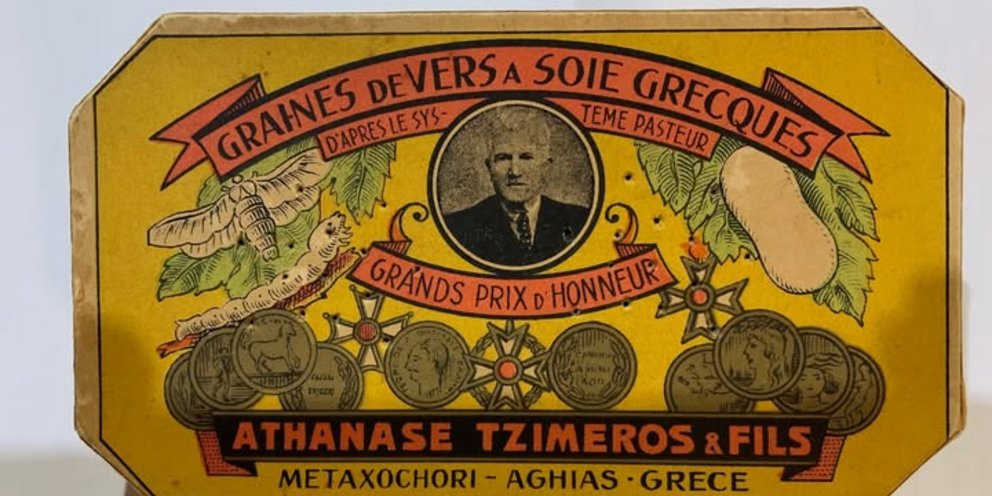 GRAINES DE VERS A SOIE GRECQUES
D'APRES LE SYS- TEME PASTEUR
GRANDS PRIX D'HONNEUR
ATHANASE TZIMEROS & FILS
METAXOCHORI - AGHIAS · GRECE